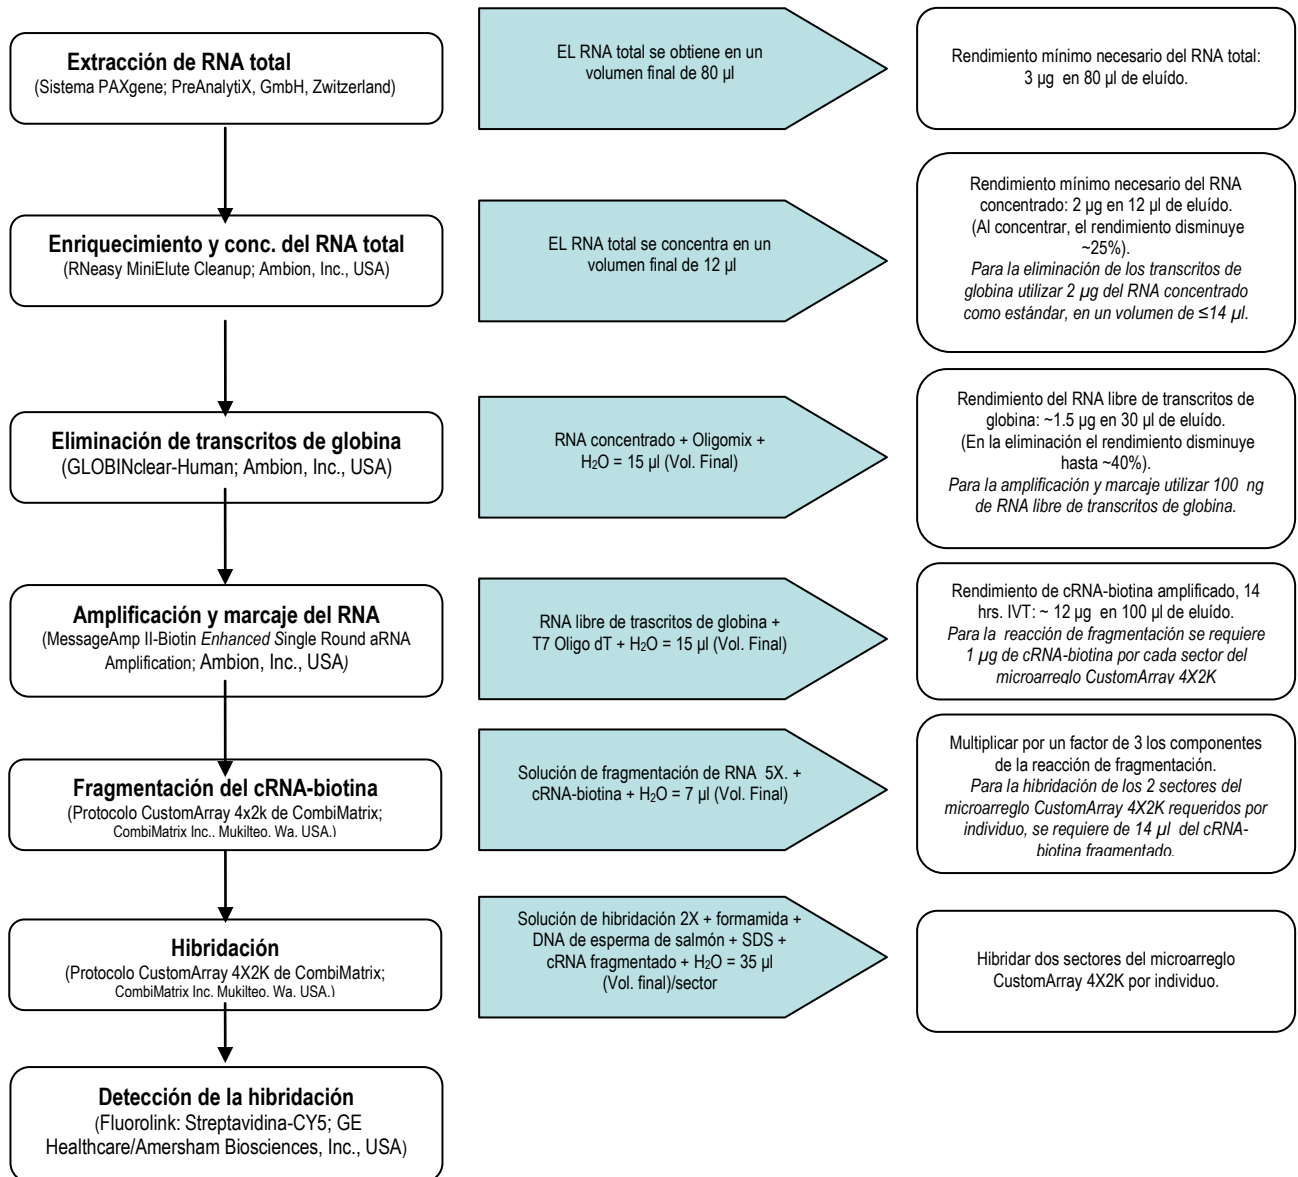 Extracción de RNA total
(Sistema PAXgene; PreAnalytiX, GmbH, Zwitzerland)
EL RNA total se obtiene en un
volumen final de 80 µl
Rendimiento mínimo necesario del RNA total:
3 µg en 80 µl de eluído.
Enriquecimiento y conc. del RNA total
(RNeasy MiniElute Cleanup; Ambion, Inc., USA)
EL RNA total se concentra en un
volumen final de 12 µl
Rendimiento mínimo necesario del RNA
concentrado: 2 µg en 12 µl de eluído.
(Al concentrar, el rendimiento disminuye
~25%).
Para la eliminación de los transcritos de
globina utilizar 2 µg del RNA concentrado
como estándar, en un volumen de ≤14 µl.
Eliminación de transcritos de globina
(GLOBINclear-Human; Ambion, Inc., USA)
RNA concentrado + Oligomix +
H2O = 15 µl (Vol. Final)
Rendimiento del RNA libre de transcritos de
globina: ~1.5 µg en 30 µl de eluído.
(En la eliminación el rendimiento disminuye
hasta ~40%).
Para la amplificación y marcaje utilizar 100 ng
de RNA libre de transcritos de globina.
Amplificación y marcaje del RNA
(MessageAmp II-Biotin Enhanced Single Round aRNA
Amplification; Ambion, Inc., USA)
RNA libre de trascritos de globina +
T7 Oligo dT + H2O = 15 µl (Vol. Final)
Rendimiento de cRNA-biotina amplificado, 14
hrs. IVT: ~ 12 µg en 100 µl de eluído.
Para la reacción de fragmentación se requiere
1 µg de cRNA-biotina por cada sector del
microarreglo CustomArray 4X2K
Fragmentación del cRNA-biotina
(Protocolo CustomArray 4x2k de CombiMatrix;
CombiMatrix Inc., Mukilteo, Wa, USA.)
Solución de fragmentación de RNA 5X. +
cRNA-biotina + H2O = 7 µl (Vol. Final)
Multiplicar por un factor de 3 los componentes
de la reacción de fragmentación.
Para la hibridación de los 2 sectores del
microarreglo CustomArray 4X2K requeridos por
individuo, se requiere de 14 µl del cRNA-
biotina fragmentado.
Hibridación
(Protocolo CustomArray 4X2K de CombiMatrix;
CombiMatrix Inc. Mukilteo, Wa. USA.)
Solución de hibridación 2X + formamida +
DNA de esperma de salmón + SDS +
cRNA fragmentado + H2O = 35 µl
(Vol. final)/sector
Hibridar dos sectores del microarreglo
CustomArray 4X2K por individuo.
Detección de la hibridación
(Fluorolink: Streptavidina-CY5; GE
Healthcare/Amersham Biosciences, Inc., USA)